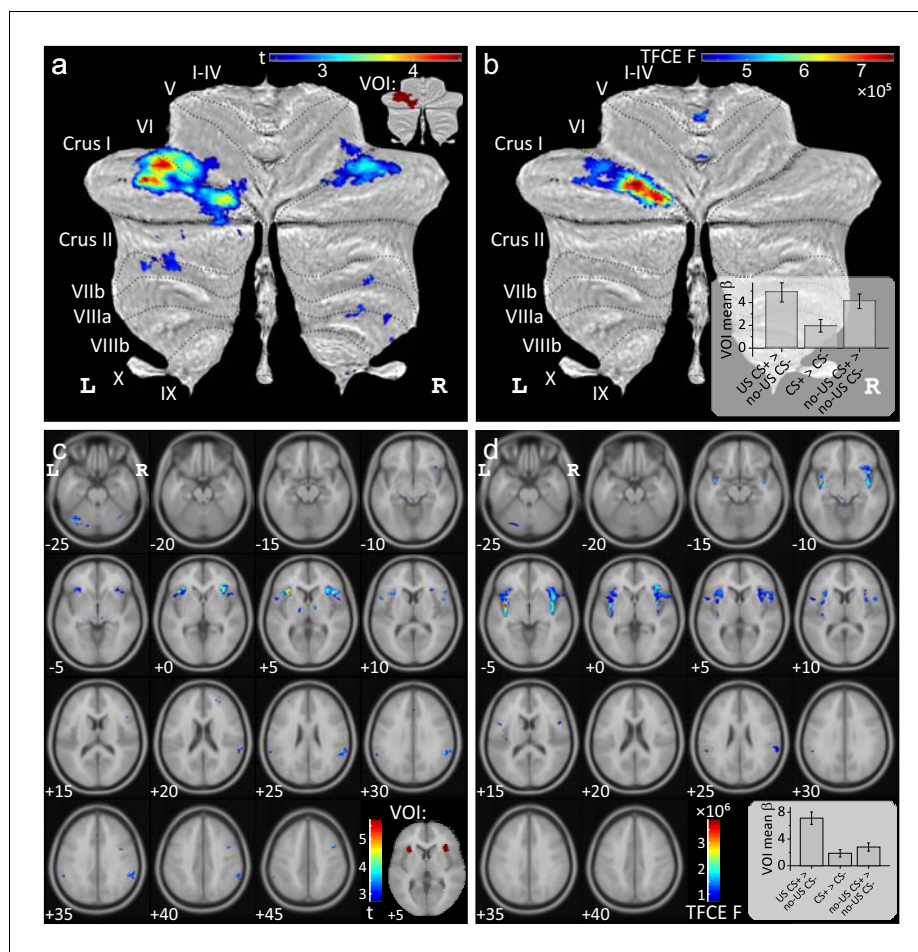 a
t
3
4
I-IV
V
VOI:
VI
Crus I
Crus II
VIIb
VIIIa
VIIIb
X
IX
L
R
b
TFCE F
5
6
7
×10⁵
I-IV
V
VI
Crus I
Crus II
VIIb
VIIIa
VIIIb
X
IX
L
R
VOI mean β
4
2
0
US CS+ >
no-US CS-
CS+ > CS-
no-US CS+ >
no-US CS-
c
L
R
-25
-20
-15
-10
-5
+0
+5
+10
+15
+20
+25
+30
+35
+40
+45
VOI:
5
4
3
t
+5
d
L
R
-25
-20
-15
-10
-5
+0
+5
+10
+15
+20
+25
+30
+35
+40
×10⁶
3
2
1
TFCE F
VOI mean β
8
4
0
US CS+ >
no-US CS-
CS+ > CS-
no-US CS+ >
no-US CS-